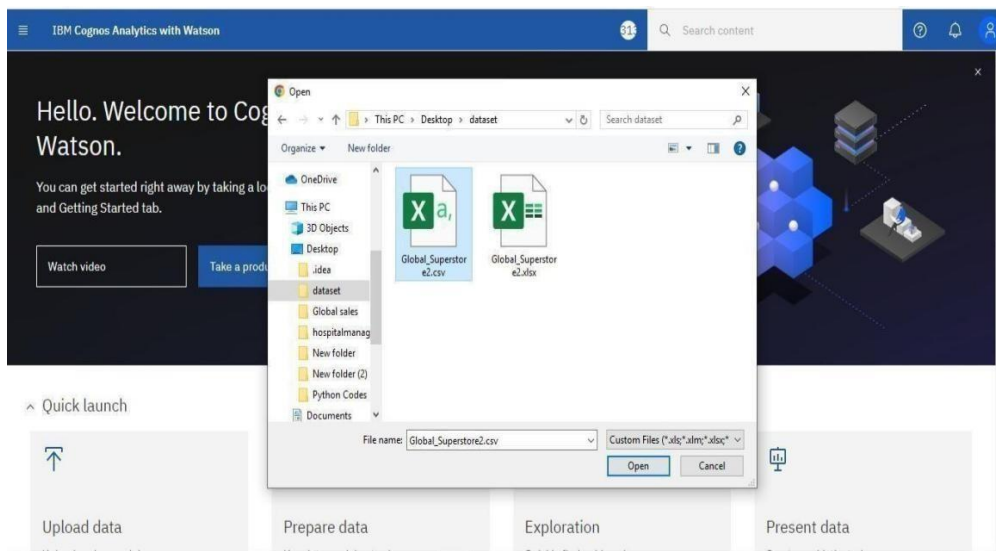 IBM Cognos Analytics with Watson
Search content
Hello. Welcome to Cog
Watson.
You can get started right away by taking a lo
and Getting Started tab.
Watch video
Take a produ
Open
This PC > Desktop > dataset
Search dataset
Organize
New folder
OneDrive
This PC
3D Objects
Desktop
.idea
dataset
Global sales
hospitalmanag
New folder
New folder (2)
Python Codes
Documents
Global_Superstor
e2.csv
Global_Superstor
e2.xlsx
File name:
Global_Superstore2.csv
Custom Files (*.xls;*.xlm;*.xlsx;*
Open
Cancel
Quick launch
Upload data
Prepare data
Exploration
Present data